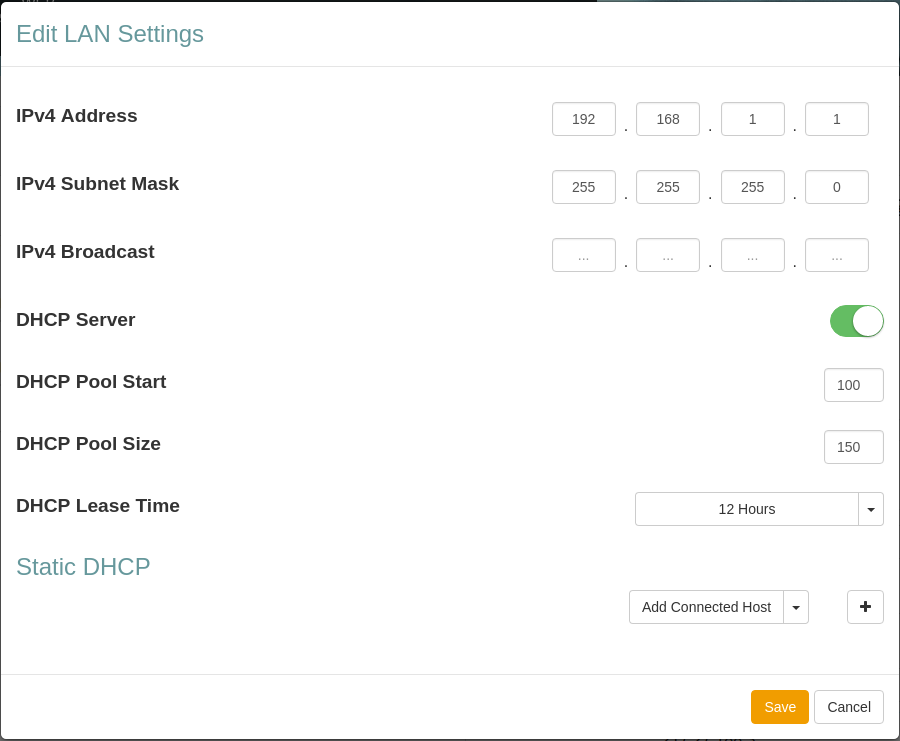 Edit LAN Settings
IPv4 Address 192 . 168 . 1 . 1
IPv4 Subnet Mask 255 . 255 . 255 . 0
IPv4 Broadcast ... . ... . ... . ...
DHCP Server
DHCP Pool Start 100
DHCP Pool Size 150
DHCP Lease Time 12 Hours
Static DHCP
Add Connected Host
Save Cancel